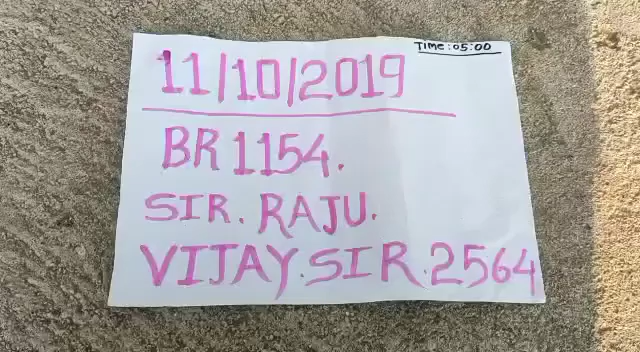 TIME:05:00
11/10/2019
BR 1154.
SIR. RAJU.
VIJAY.SIR.2564